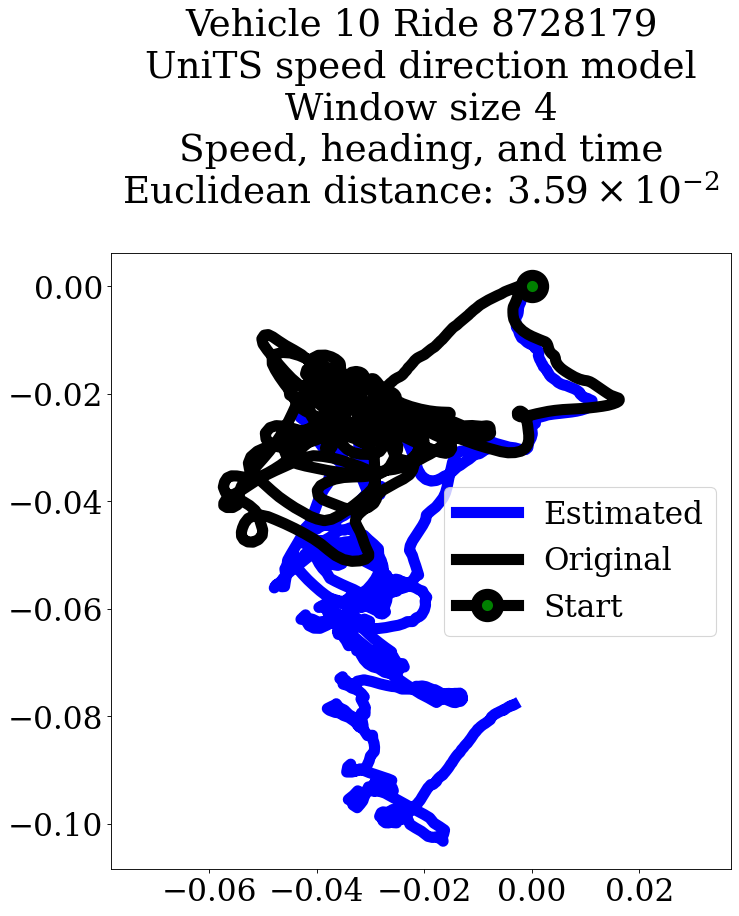 Vehicle 10 Ride 8728179
UniTS speed direction model
Window size 4
Speed, heading, and time
Euclidean distance: 3.59 × 10⁻²
0.00
−0.02
−0.04
−0.06
−0.08
−0.10
Estimated
Original
Start
−0.06 −0.04 −0.02 0.00 0.02